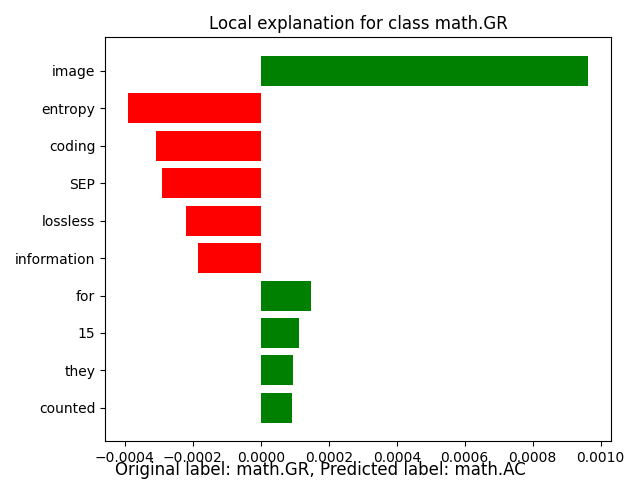 Local explanation for class math.GR
image
entropy
coding
SEP
lossless
information
for
15
they
counted
−0.0004 −0.0002 0.0000 0.0002 0.0004 0.0006 0.0008 0.0010
Original label: math.GR, Predicted label: math.AC